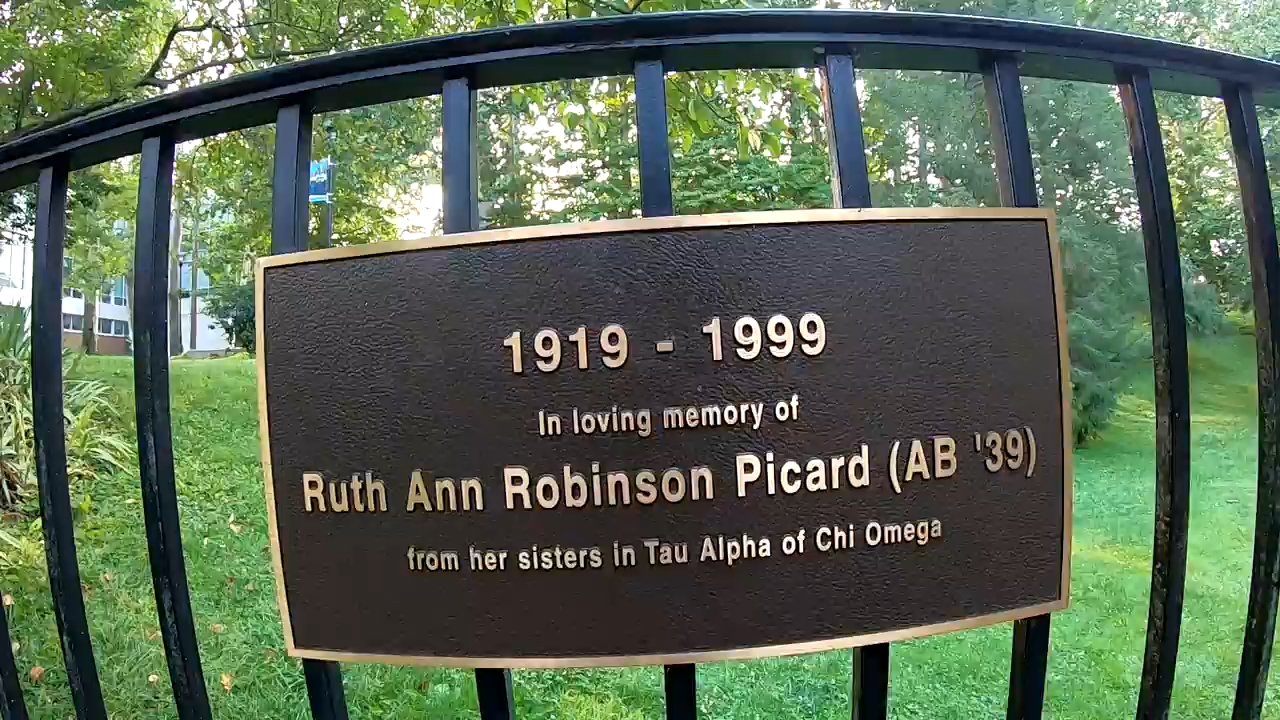 1919 - 1999
In loving memory of
Ruth Ann Robinson Picard (AB '39)
from her sisters in Tau Alpha of Chi Omega